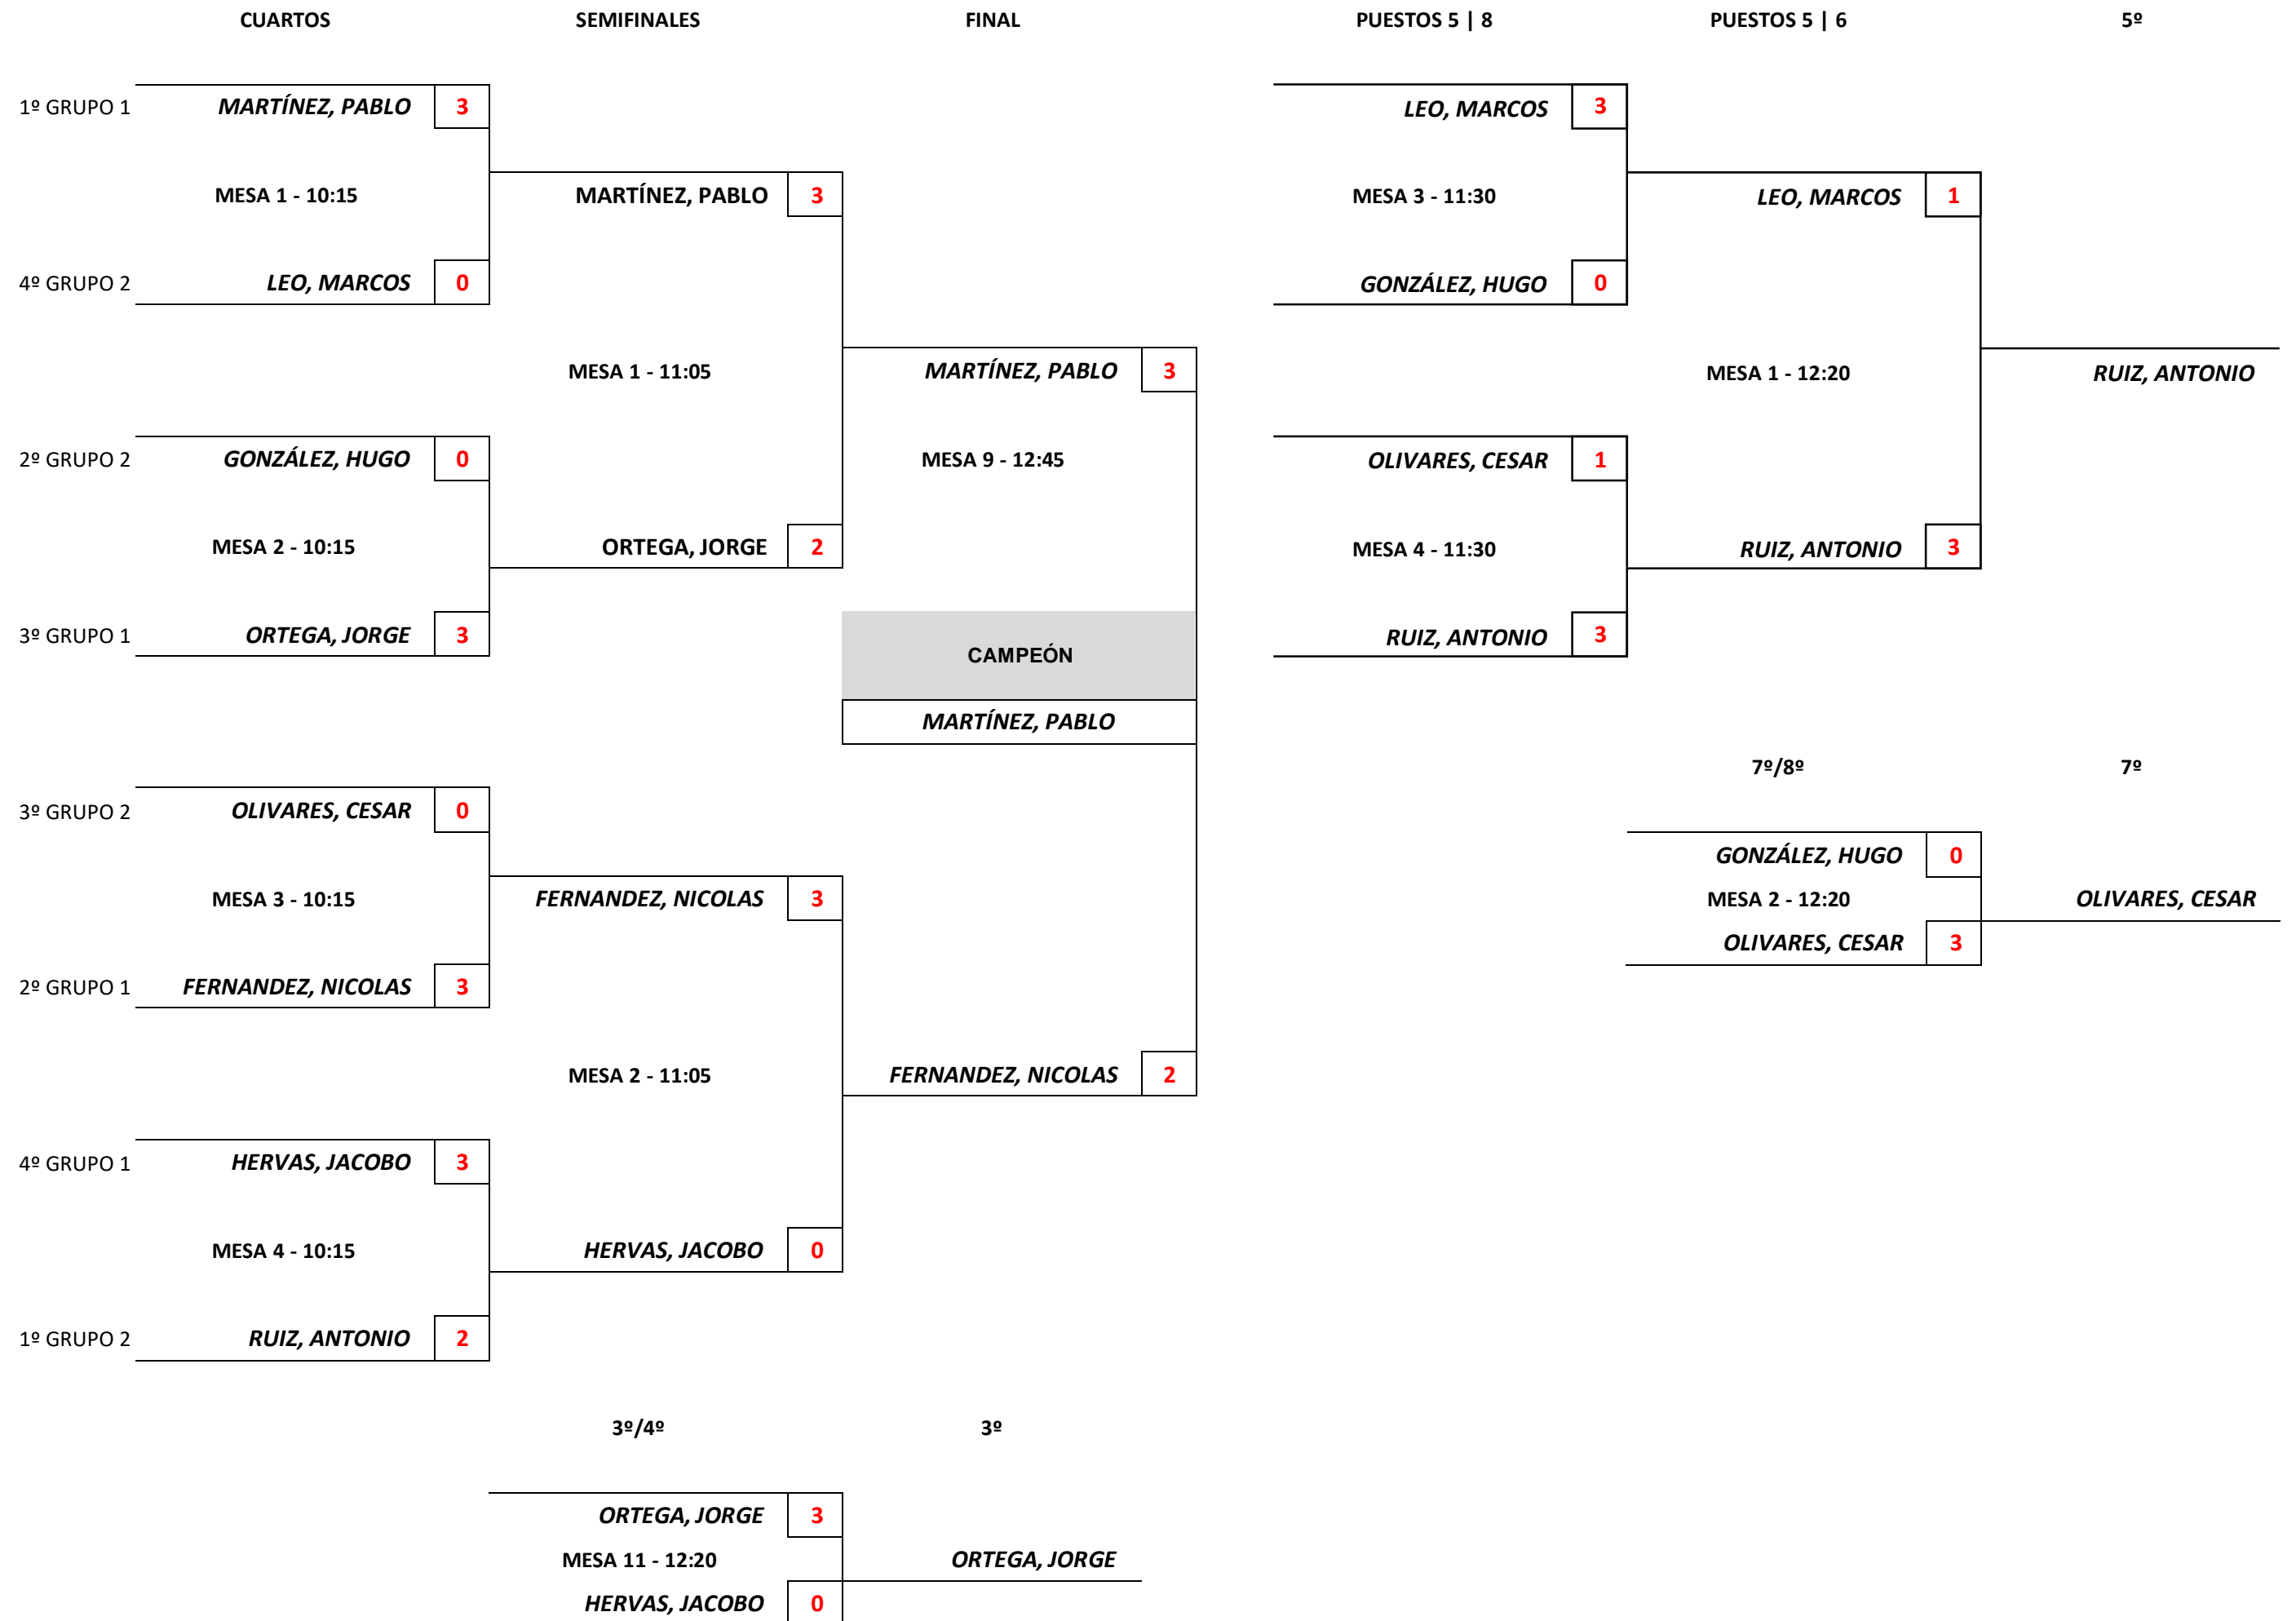 CUARTOS SEMIFINALES FINAL PUESTOS 5 | 8 PUESTOS 5 | 6 5º
1º GRUPO 1 MARTÍNEZ, PABLO 3 LEO, MARCOS 3
MESA 1 - 10:15 MARTÍNEZ, PABLO 3 MESA 3 - 11:30 LEO, MARCOS 1
4º GRUPO 2 LEO, MARCOS 0 GONZÁLEZ, HUGO 0
MESA 1 - 11:05 MARTÍNEZ, PABLO 3 MESA 1 - 12:20 RUIZ, ANTONIO
2º GRUPO 2 GONZÁLEZ, HUGO 0 MESA 9 - 12:45 OLIVARES, CESAR 1
MESA 2 - 10:15 ORTEGA, JORGE 2 MESA 4 - 11:30 RUIZ, ANTONIO 3
3º GRUPO 1 ORTEGA, JORGE 3 RUIZ, ANTONIO 3
CAMPEÓN
MARTÍNEZ, PABLO
7º/8º 7º
3º GRUPO 2 OLIVARES, CESAR 0
GONZÁLEZ, HUGO 0
MESA 3 - 10:15 FERNANDEZ, NICOLAS 3 MESA 2 - 12:20 OLIVARES, CESAR
OLIVARES, CESAR 3
2º GRUPO 1 FERNANDEZ, NICOLAS 3
MESA 2 - 11:05 FERNANDEZ, NICOLAS 2
4º GRUPO 1 HERVAS, JACOBO 3
MESA 4 - 10:15 HERVAS, JACOBO 0
1º GRUPO 2 RUIZ, ANTONIO 2
3º/4º 3º
ORTEGA, JORGE 3
MESA 11 - 12:20 ORTEGA, JORGE
HERVAS, JACOBO 0